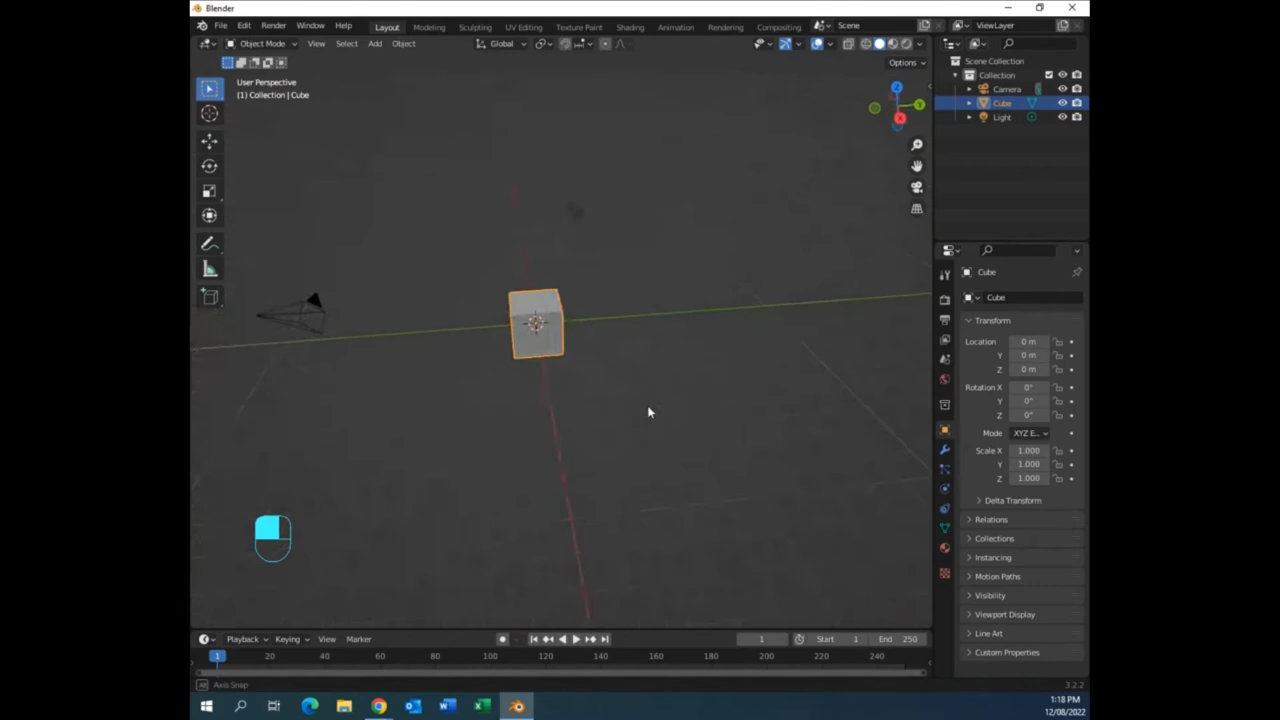 Blender
File Edit Render Window Help Layout Modeling Sculpting UV Editing Texture Paint Shading Animation Rendering Compositing Scene ViewLayer
Object Mode View Select Add Object Global
Options
User Perspective
(1) Collection | Cube
Z
Y
X
Scene Collection
Collection
Camera
Cube
Light
Cube
Cube
Transform
Location 0 m
Y 0 m
Z 0 m
Rotation X 0°
Y 0°
Z 0°
Mode XYZ E...
Scale X 1.000
Y 1.000
Z 1.000
Delta Transform
Relations
Collections
Instancing
Motion Paths
Visibility
Viewport Display
Line Art
Custom Properties
Playback Keying View Marker 1 Start 1 End 250
1 20 40 60 80 100 120 140 160 180 200 220 240
Alt Axis Snap 3.2.2
1:18 PM
12/08/2022